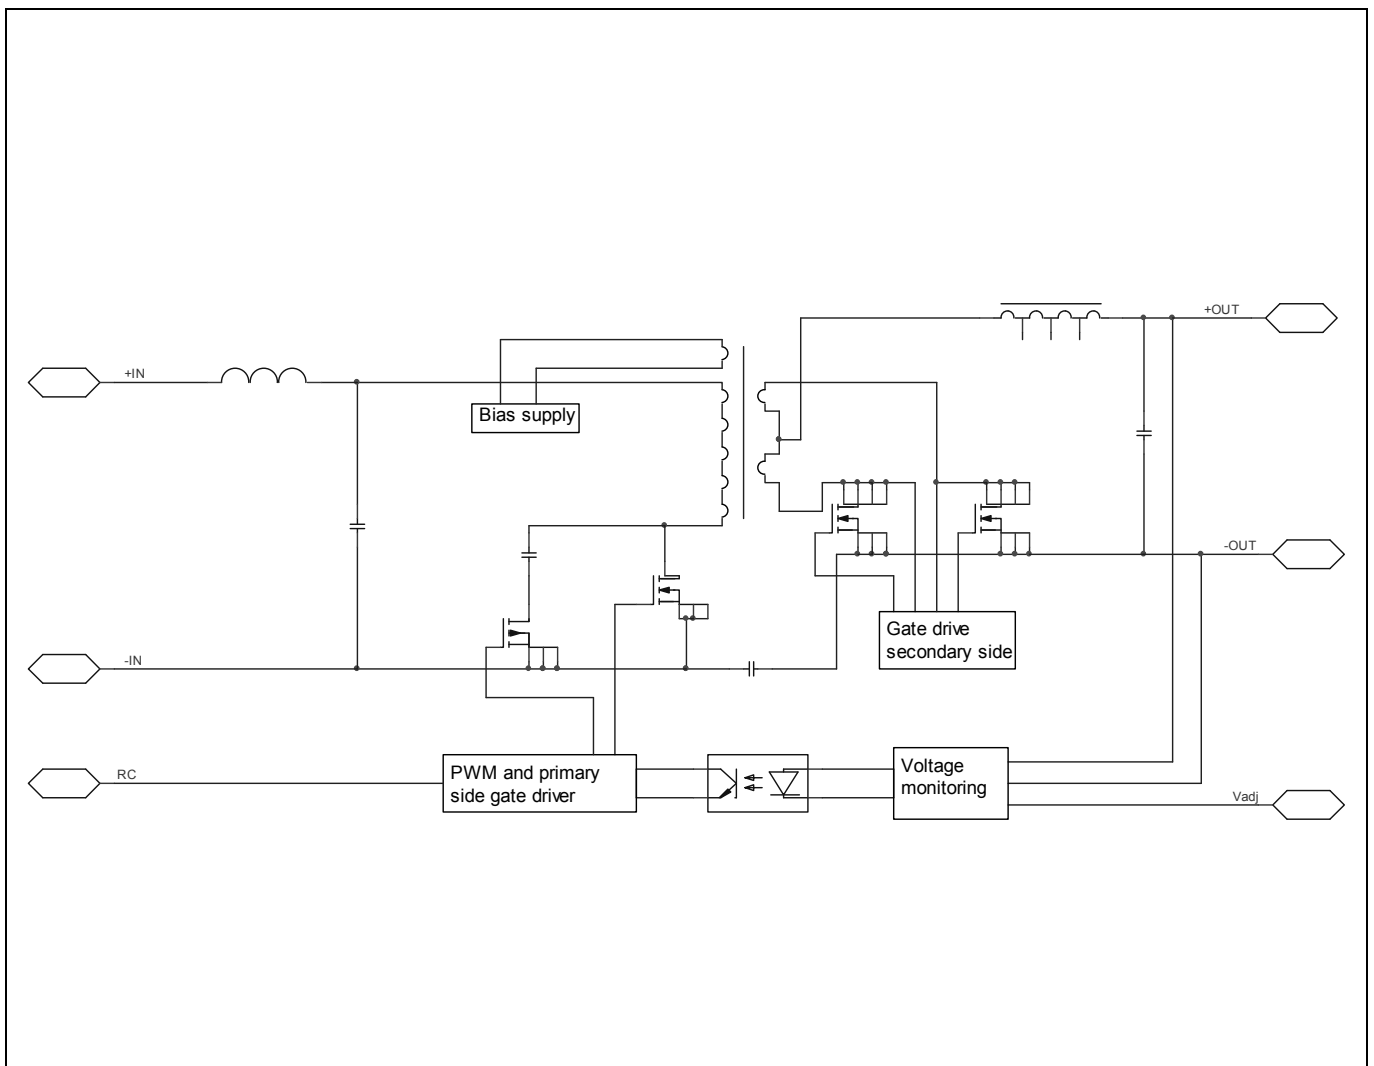 +OUT
+IN
Bias supply
-OUT
Gate drive
secondary side
-IN
RC
PWM and primary
side gate driver
Voltage
monitoring
Vadj